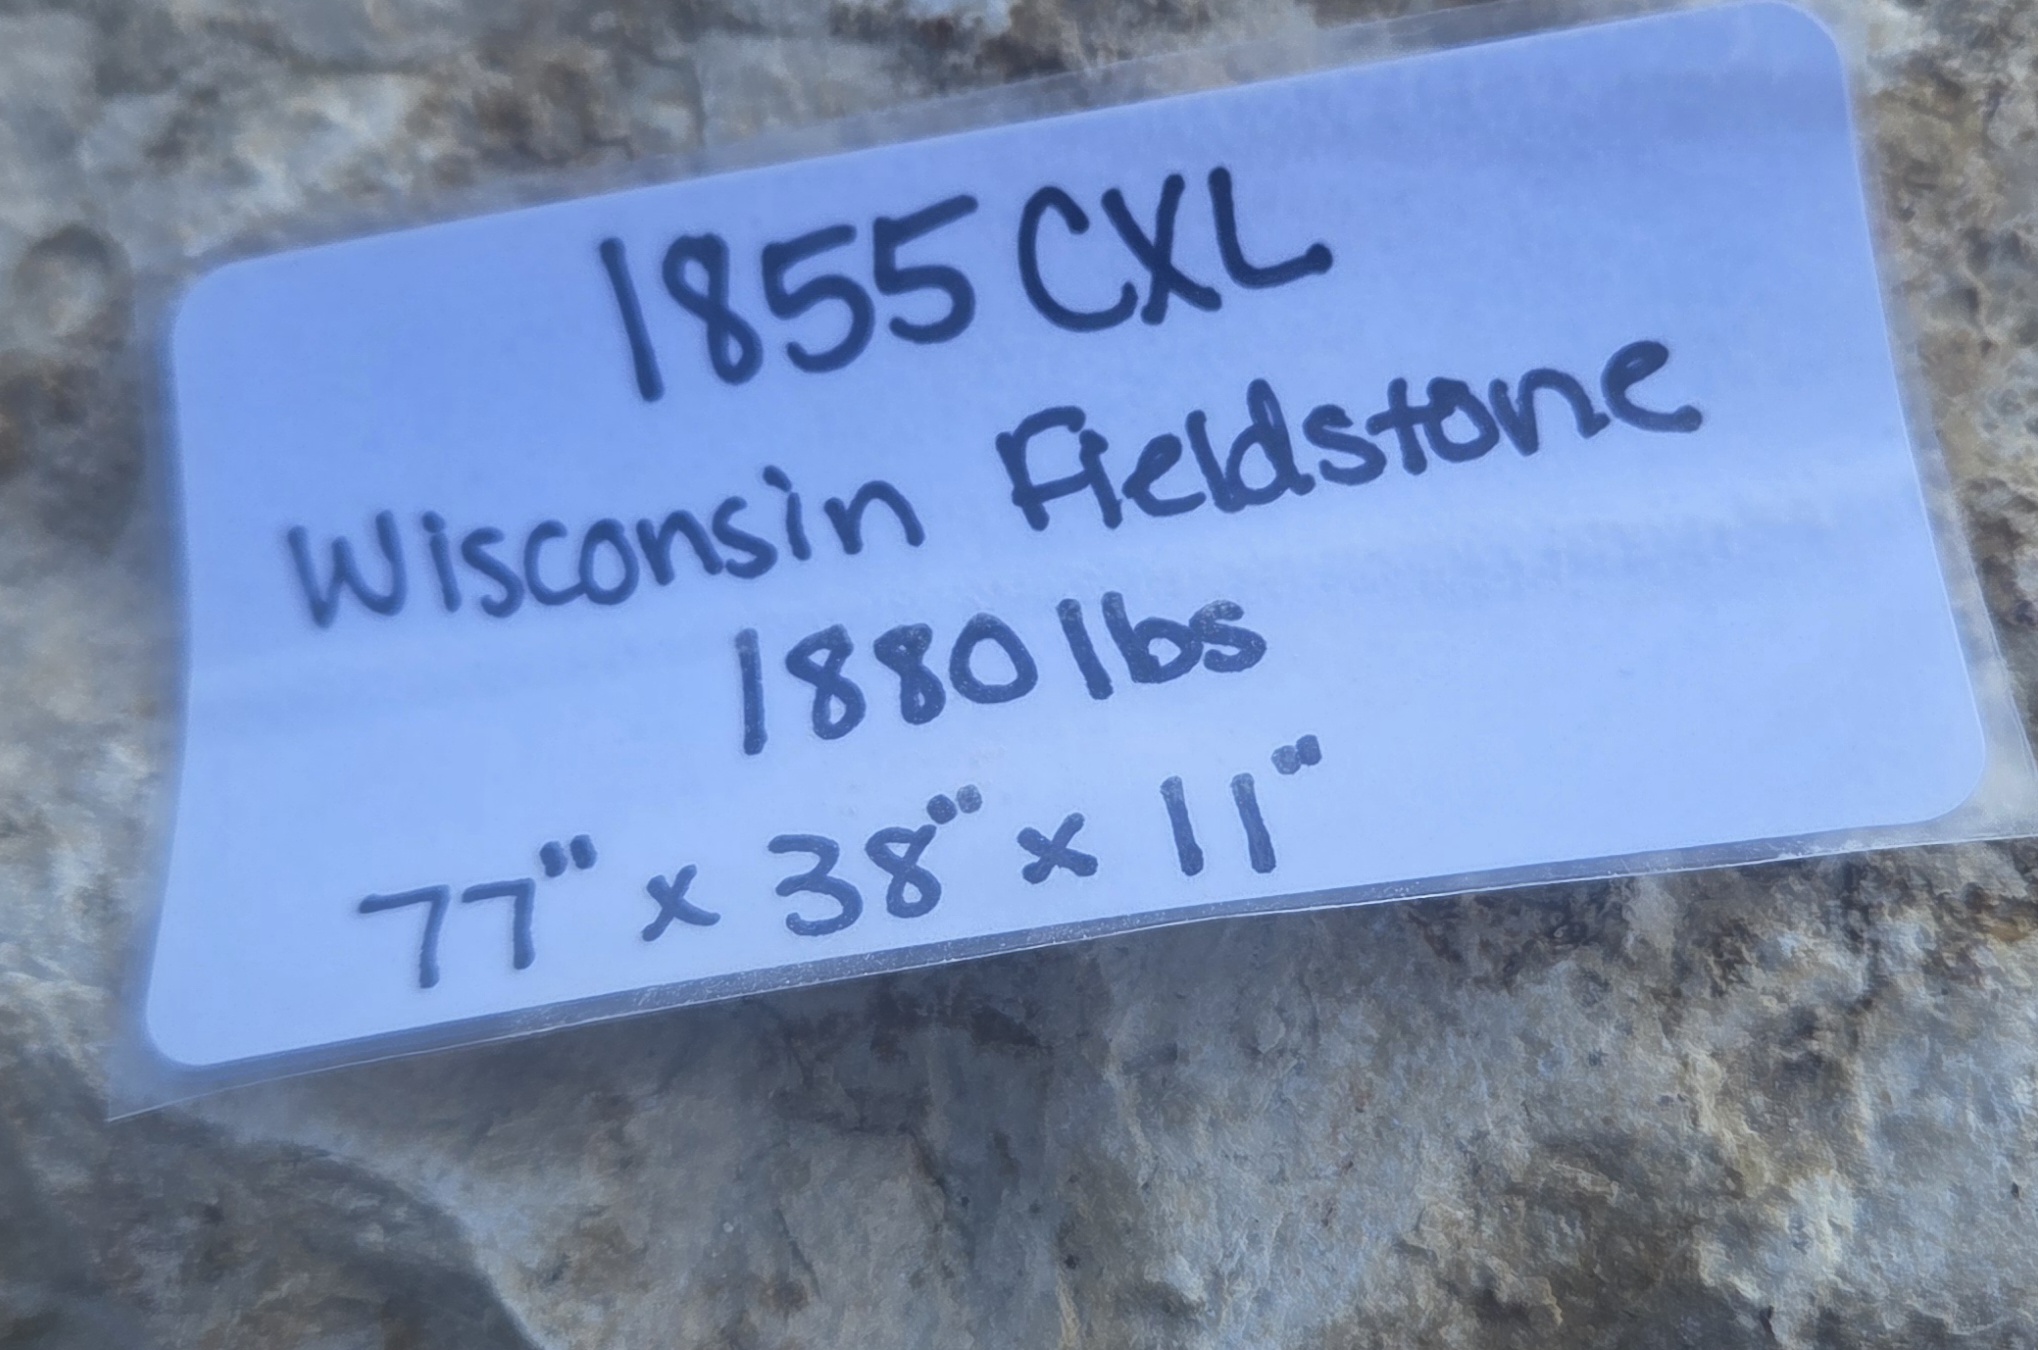 1855 CXL
Wisconsin Fieldstone
1880 lbs
77" x 38" x 11"